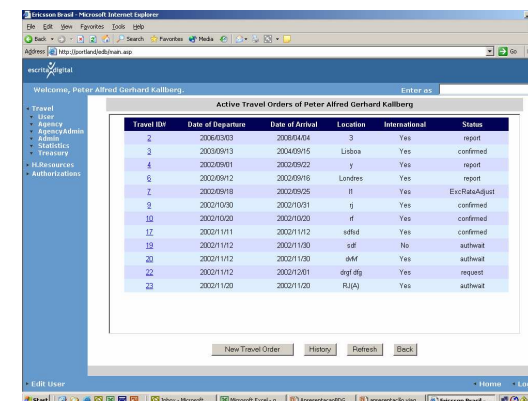 Ericsson Brasil - Microsoft Internet Explorer
File Edit View Favorites Tools Help
Back Search Favorites Media
Address http://portland/edb/main.asp Go
escrita digital
Welcome, Peter Alfred Gerhard Kallberg. Enter as
Active Travel Orders of Peter Alfred Gerhard Kallberg
Travel
User
Agency
AgencyAdmin
Admin
Statistics
Treasury
H.Resources
Authorizations
Travel ID# Date of Departure Date of Arrival Location International Status
2 2006/03/03 2008/04/04 3 Yes report
3 2003/09/13 2004/09/15 Lisboa Yes confirmed
4 2002/09/01 2002/09/22 y Yes report
6 2002/09/12 2002/09/16 Londres Yes report
7 2002/09/18 2002/09/25 Yes ExcRateAdjust
9 2002/10/30 2002/10/31 rj Yes confirmed
10 2002/10/20 2002/10/20 rf Yes confirmed
17 2002/11/11 2002/11/12 sdfsd Yes confirmed
19 2002/11/12 2002/11/30 sdf No authwait
20 2002/11/12 2002/11/30 Yes authwait
22 2002/11/12 2002/12/01 drgf dfg Yes request
23 2002/11/20 2002/11/20 RJ(A) Yes authwait
New Travel Order History Refresh Back
Edit User Home
Start Inbox - Microsoft Microsoft Excel Ericsson Brasil